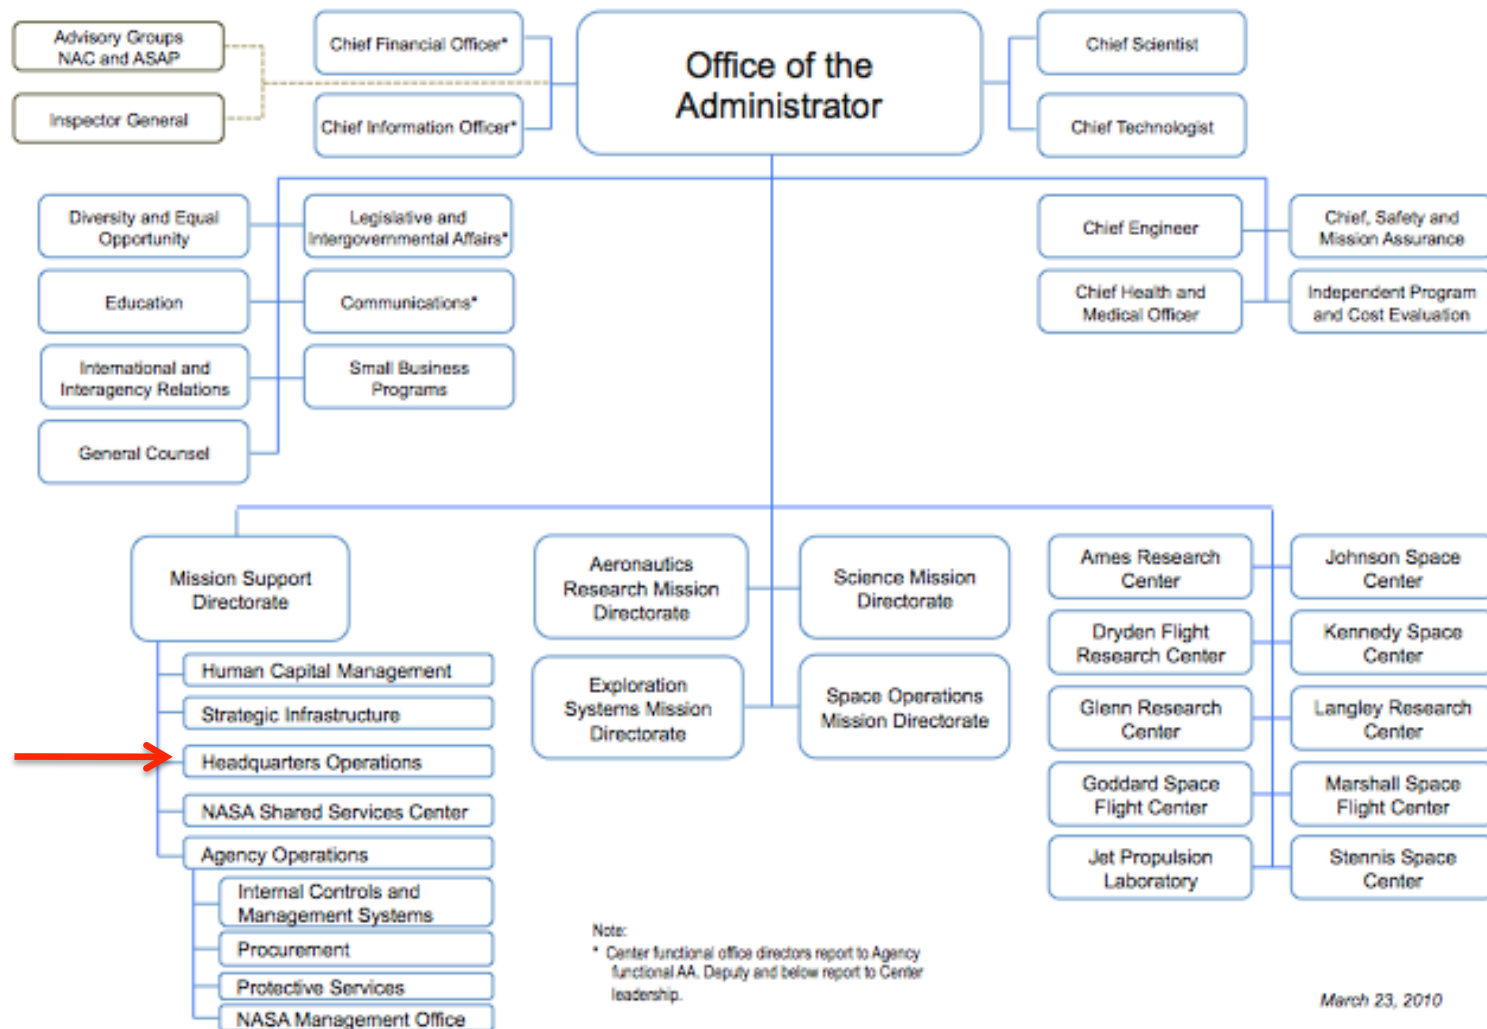 Advisory Groups
NAC and ASAP
Inspector General
Chief Financial Officer*
Chief Information Officer*
Office of the
Administrator
Chief Scientist
Chief Technologist
Diversity and Equal
Opportunity
Legislative and
Intergovernmental Affairs*
Education
Communications*
International and
Interagency Relations
Small Business
Programs
General Counsel
Chief Engineer
Chief, Safety and
Mission Assurance
Chief Health and
Medical Officer
Independent Program
and Cost Evaluation
Mission Support
Directorate
Human Capital Management
Strategic Infrastructure
Headquarters Operations
NASA Shared Services Center
Agency Operations
Internal Controls and
Management Systems
Procurement
Protective Services
NASA Management Office
Aeronautics
Research Mission
Directorate
Science Mission
Directorate
Exploration
Systems Mission
Directorate
Space Operations
Mission Directorate
Ames Research
Center
Johnson Space
Center
Dryden Flight
Research Center
Kennedy Space
Center
Glenn Research
Center
Langley Research
Center
Goddard Space
Flight Center
Marshall Space
Flight Center
Jet Propulsion
Laboratory
Stennis Space
Center
Note:
* Center functional office directors report to Agency
functional AA. Deputy and below report to Center
leadership.
March 23, 2010